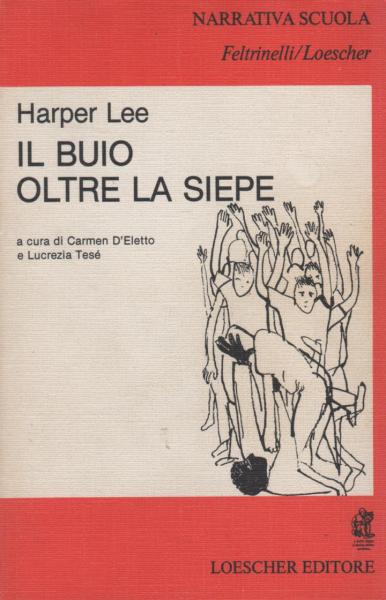 NARRATIVA SCUOLA
Feltrinelli/Loescher
Harper Lee
IL BUIO
OLTRE LA SIEPE
a cura di Carmen D'Eletto
e Lucrezia Tesé
LOESCHER EDITORE